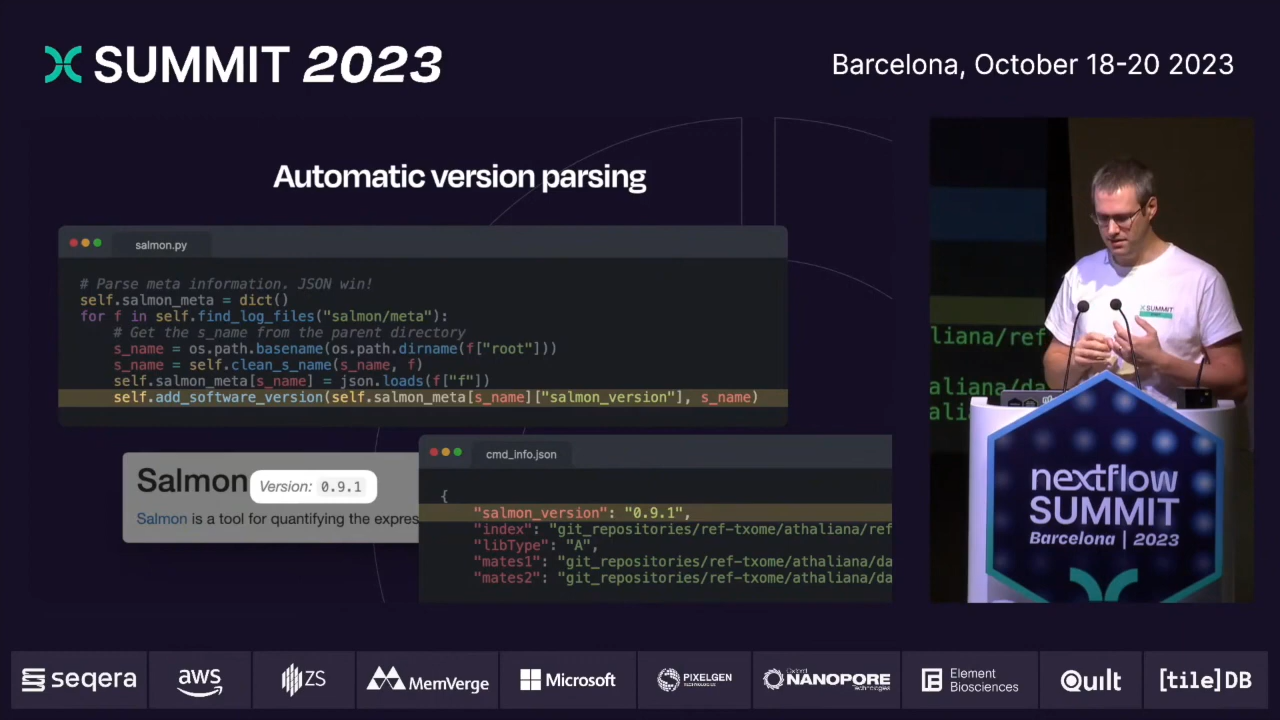 SUMMIT 2023
Barcelona, October 18-20 2023
Automatic version parsing
salmon.py
# Parse meta information. JSON win!
self.salmon_meta = dict()
for f in self.find_log_files("salmon/meta"):
# Get the s_name from the parent directory
s_name = os.path.basename(os.path.dirname(f["root"]))
s_name = self.clean_s_name(s_name, f)
self.salmon_meta[s_name] = json.loads(f["f"])
self.add_software_version(self.salmon_meta[s_name]["salmon_version"], s_name)
Salmon Version: 0.9.1
Salmon is a tool for quantifying the expres
cmd_info.json
{
"salmon_version": "0.9.1",
"index": "git_repositories/ref-txome/athaliana/ref
"libType": "A",
"mates1": "git_repositories/ref-txome/athaliana/da
"mates2": "git_repositories/ref-txome/athaliana/da
liana/ref
aliana/da
ali
SUMMIT
nextflow
SUMMIT
Barcelona | 2023
seqera
aws
ZS
MemVerge
Microsoft
PIXELGEN
TECHNOLOGIES
Oxford
NANOPORE
Technologies
Element
Biosciences
Quilt
[tile]DB